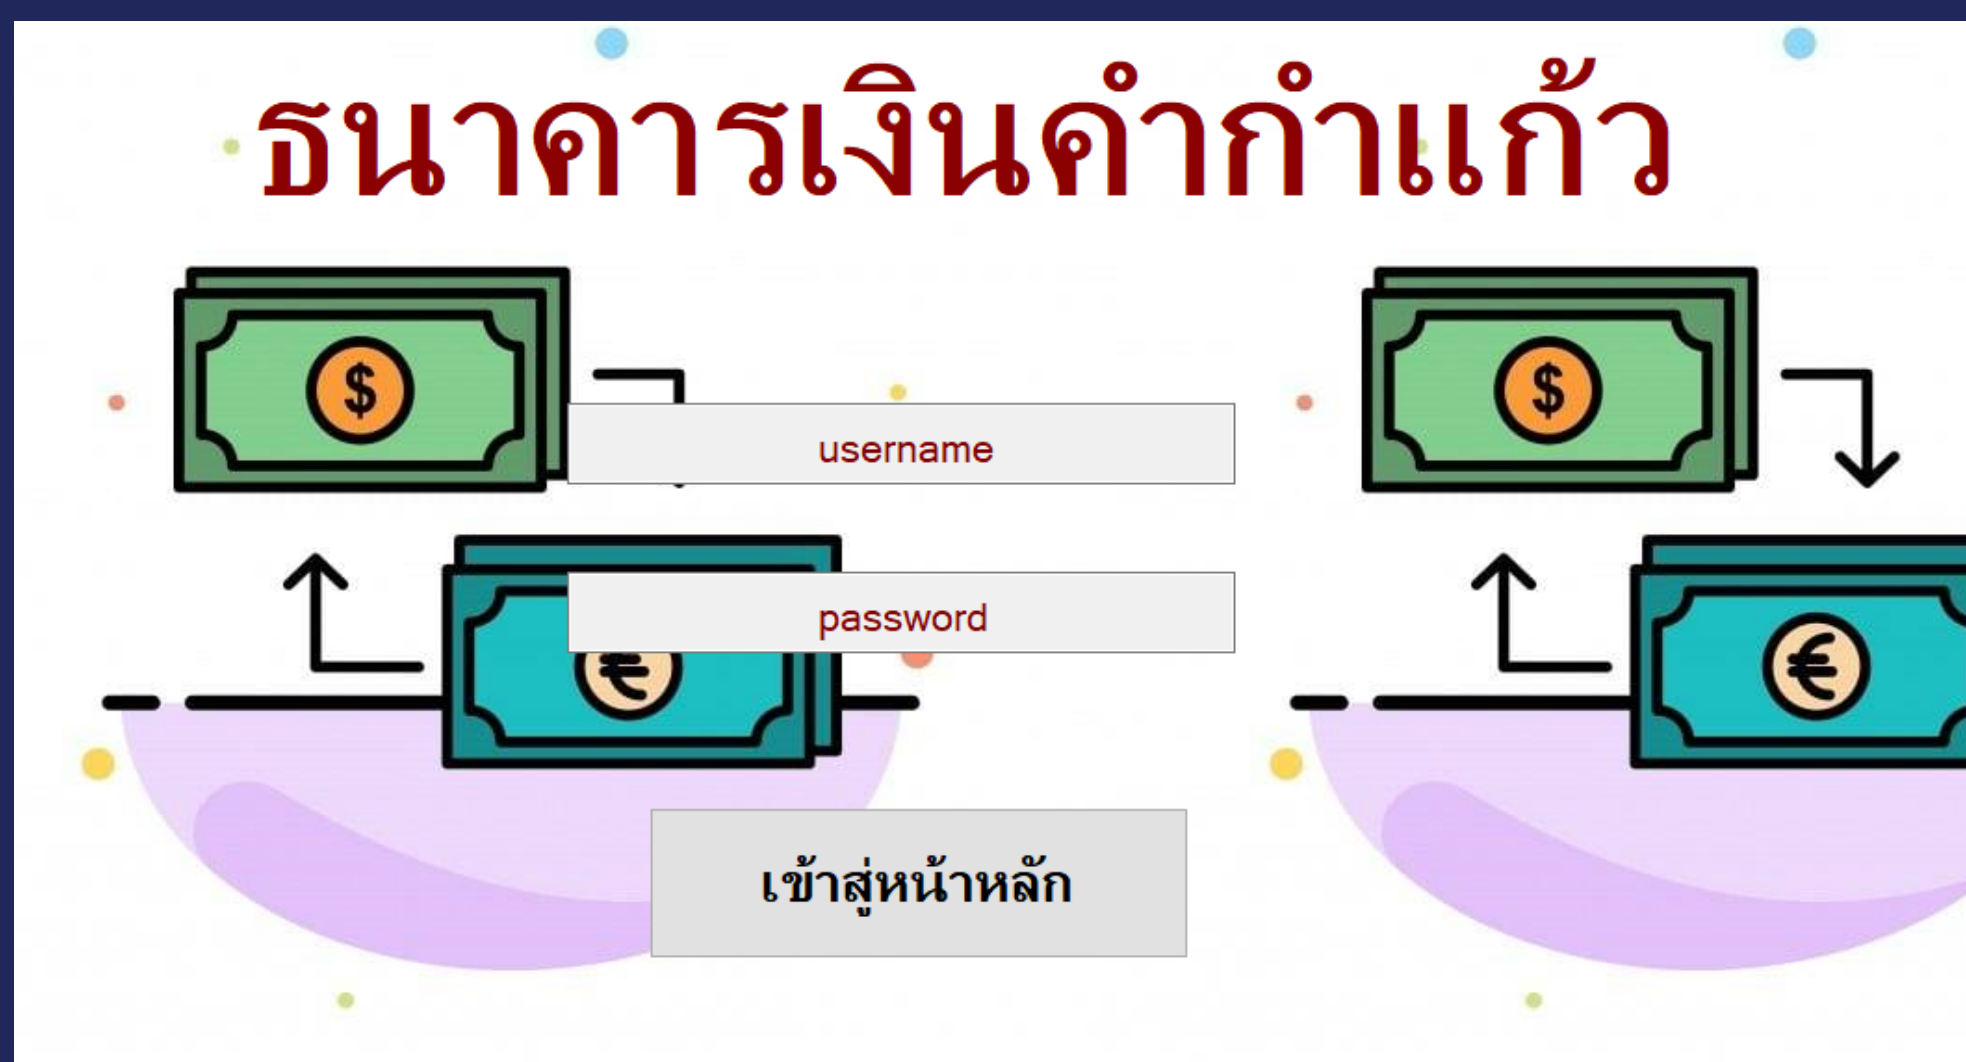 ธนาคารเงินคำกำแก้ว
$
$
username
password
€
€
เข้าสู่หน้าหลัก